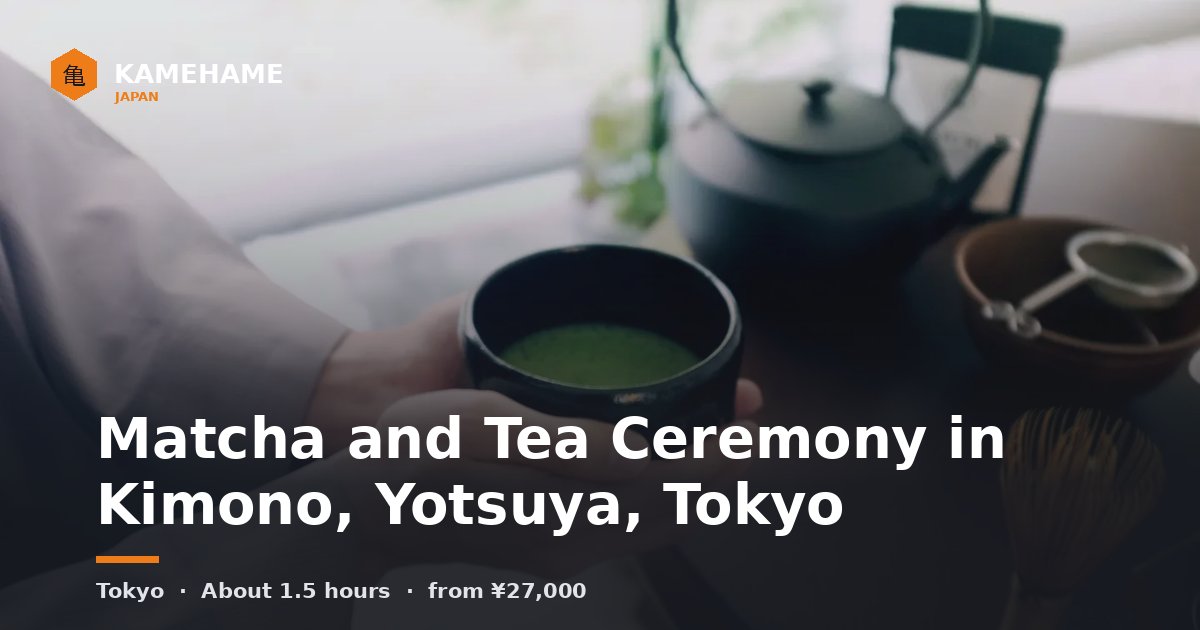 亀
KAMEHAME
JAPAN
Matcha and Tea Ceremony in
Kimono, Yotsuya, Tokyo
Tokyo · About 1.5 hours · from ¥27,000